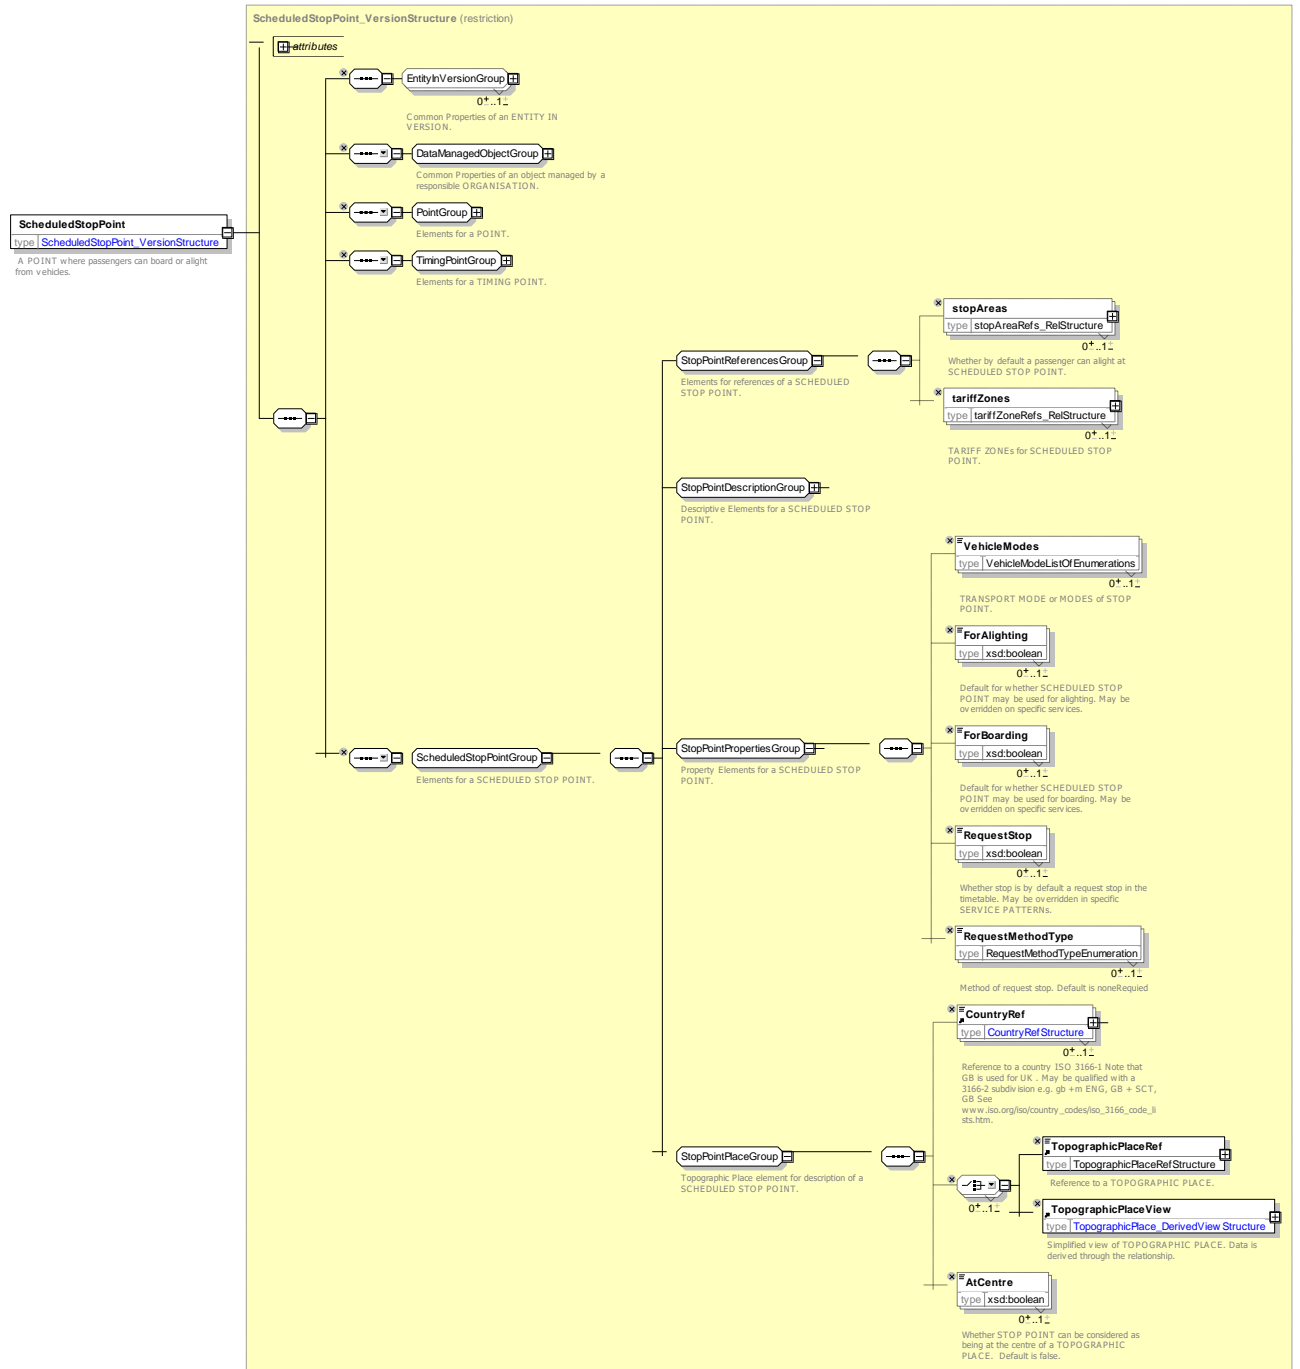 ScheduledStopPoint_VersionStructure (restriction)
attributes
EntityInVersionGroup
0..1
Common Properties of an ENTITY IN
VERSION.
DataManagedObjectGroup
Common Properties of an object managed by a
responsible ORGANISATION.
ScheduledStopPoint
type ScheduledStopPoint_VersionStructure
A POINT where passengers can board or alight
from vehicles.
PointGroup
Elements for a POINT.
TimingPointGroup
Elements for a TIMING POINT.
StopPointReferencesGroup
Elements for references of a SCHEDULED
STOP POINT.
stopAreas
type stopAreaRefs_RelStructure
0..1
Whether by default a passenger can alight at
SCHEDULED STOP POINT.
tariffZones
type tariffZoneRefs_RelStructure
0..1
TARIFF ZONEs for SCHEDULED STOP
POINT.
StopPointDescriptionGroup
Descriptive Elements for a SCHEDULED STOP
POINT.
ScheduledStopPointGroup
Elements for a SCHEDULED STOP POINT.
StopPointPropertiesGroup
Property Elements for a SCHEDULED STOP
POINT.
VehicleModes
type VehicleModeListOfEnumerations
0..1
TRANSPORT MODE or MODES of STOP
POINT.
ForAlighting
type xsd:boolean
0..1
Default for whether SCHEDULED STOP
POINT may be used for alighting. May be
overridden on specific services.
ForBoarding
type xsd:boolean
0..1
Default for whether SCHEDULED STOP
POINT may be used for boarding. May be
overridden on specific services.
RequestStop
type xsd:boolean
0..1
Whether stop is by default a request stop in the
timetable. May be overridden in specific
SERVICE PATTERNs.
RequestMethodType
type RequestMethodTypeEnumeration
0..1
Method of request stop. Default is noneRequied
StopPointPlaceGroup
Topographic Place element for description of a
SCHEDULED STOP POINT.
CountryRef
type CountryRefStructure
0..1
Reference to a country ISO 3166-1 Note that
GB is used for UK . May be qualified with a
3166-2 subdivision e.g. gb +m ENG, GB + SCT,
GB See
www.iso.org/iso/country_codes/iso_3166_code_li
sts.htm.
0..1
TopographicPlaceRef
type TopographicPlaceRefStructure
Reference to a TOPOGRAPHIC PLACE.
TopographicPlaceView
type TopographicPlace_DerivedViewStructure
Simplified view of TOPOGRAPHIC PLACE. Data is
derived through the relationship.
AtCentre
type xsd:boolean
0..1
Whether STOP POINT can be considered as
being at the centre of a TOPOGRAPHIC
PLACE. Default is false.